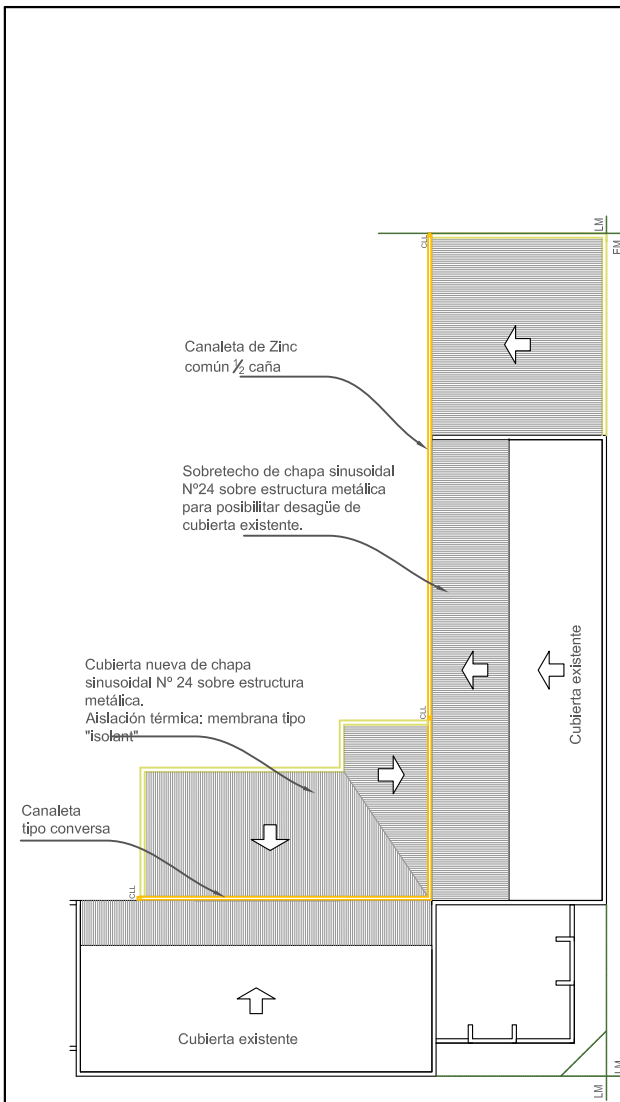 LM
EM
CLL
Canaleta de Zinc
común ½ caña
Sobretecho de chapa sinusoidal
Nº24 sobre estructura metálica
para posibilitar desagüe de
cubierta existente.
Cubierta existente
Cubierta nueva de chapa
sinusoidal Nº 24 sobre estructura
metálica.
Aislación térmica: membrana tipo
"isolant"
CLL
Canaleta
tipo conversa
CLL
Cubierta existente
LM
LM